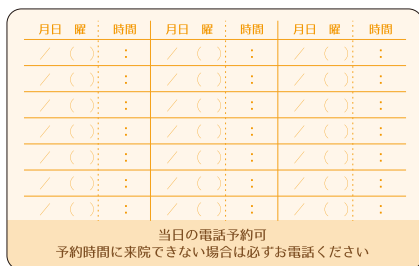 月日 曜 時間 月日 曜 時間 月日 曜 時間
／ （ ） ： ／ （ ） ： ／ （ ） ：
／ （ ） ： ／ （ ） ： ／ （ ） ：
／ （ ） ： ／ （ ） ： ／ （ ） ：
／ （ ） ： ／ （ ） ： ／ （ ） ：
／ （ ） ： ／ （ ） ： ／ （ ） ：
／ （ ） ： ／ （ ） ： ／ （ ） ：
／ （ ） ： ／ （ ） ： ／ （ ） ：
当日の電話予約可
予約時間に来院できない場合は必ずお電話ください